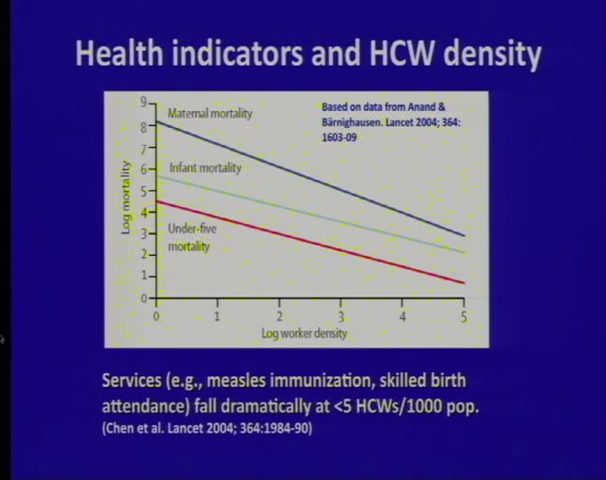 Health indicators and HCW density
Based on data from Anand &
Bärnighausen. Lancet 2004; 364:
1603-09
Maternal mortality
Infant mortality
Under-five
mortality
Log mortality
9
8
7
6
5
4
3
2
1
0
0 1 2 3 4 5
Log worker density
Services (e.g., measles immunization, skilled birth
attendance) fall dramatically at <5 HCWs/1000 pop.
(Chen et al. Lancet 2004; 364:1984-90)